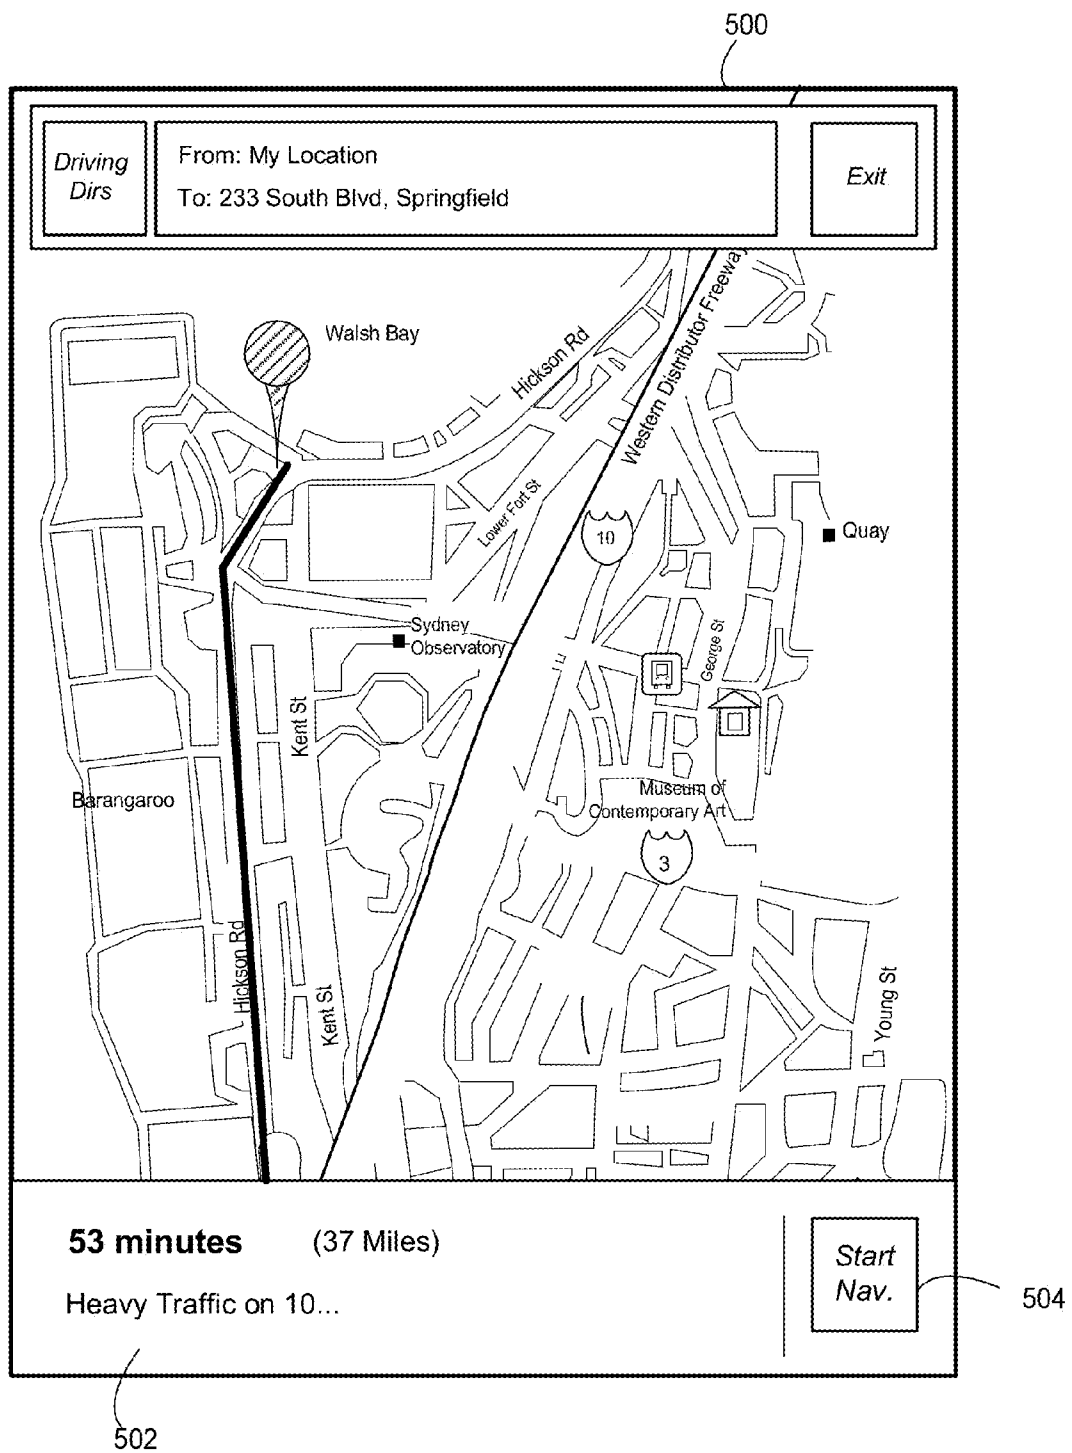 500
Driving
Dirs
From: My Location
To: 233 South Blvd, Springfield
Exit
Walsh Bay
Hickson Rd
Western Distributor Freeway
Lower Fort St
10
Quay
Sydney
Observatory
George St
Kent St
Barangaroo
Museum of
Contemporary Art
3
Hickson Rd
Kent St
Young St
53 minutes (37 Miles)
Heavy Traffic on 10...
Start
Nav.
504
502